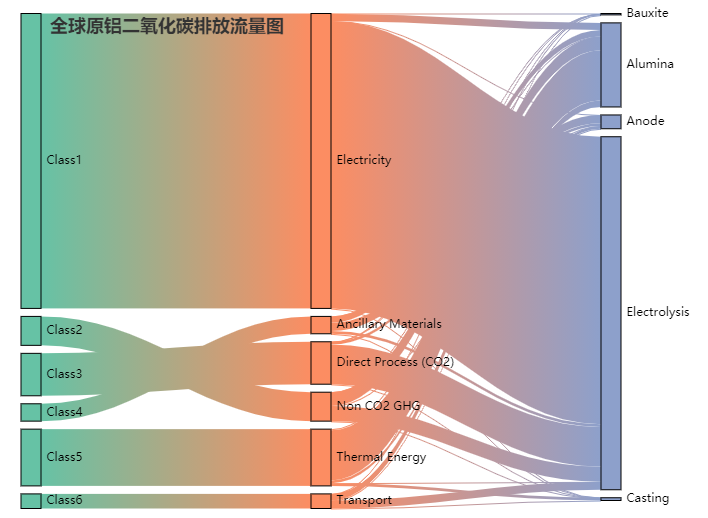 全球原铝二氧化碳排放流量图
Class1
Class2
Class3
Class4
Class5
Class6
Electricity
Ancillary Materials
Direct Process (CO2)
Non CO2 GHG
Thermal Energy
Transport
Bauxite
Alumina
Anode
Electrolysis
Casting